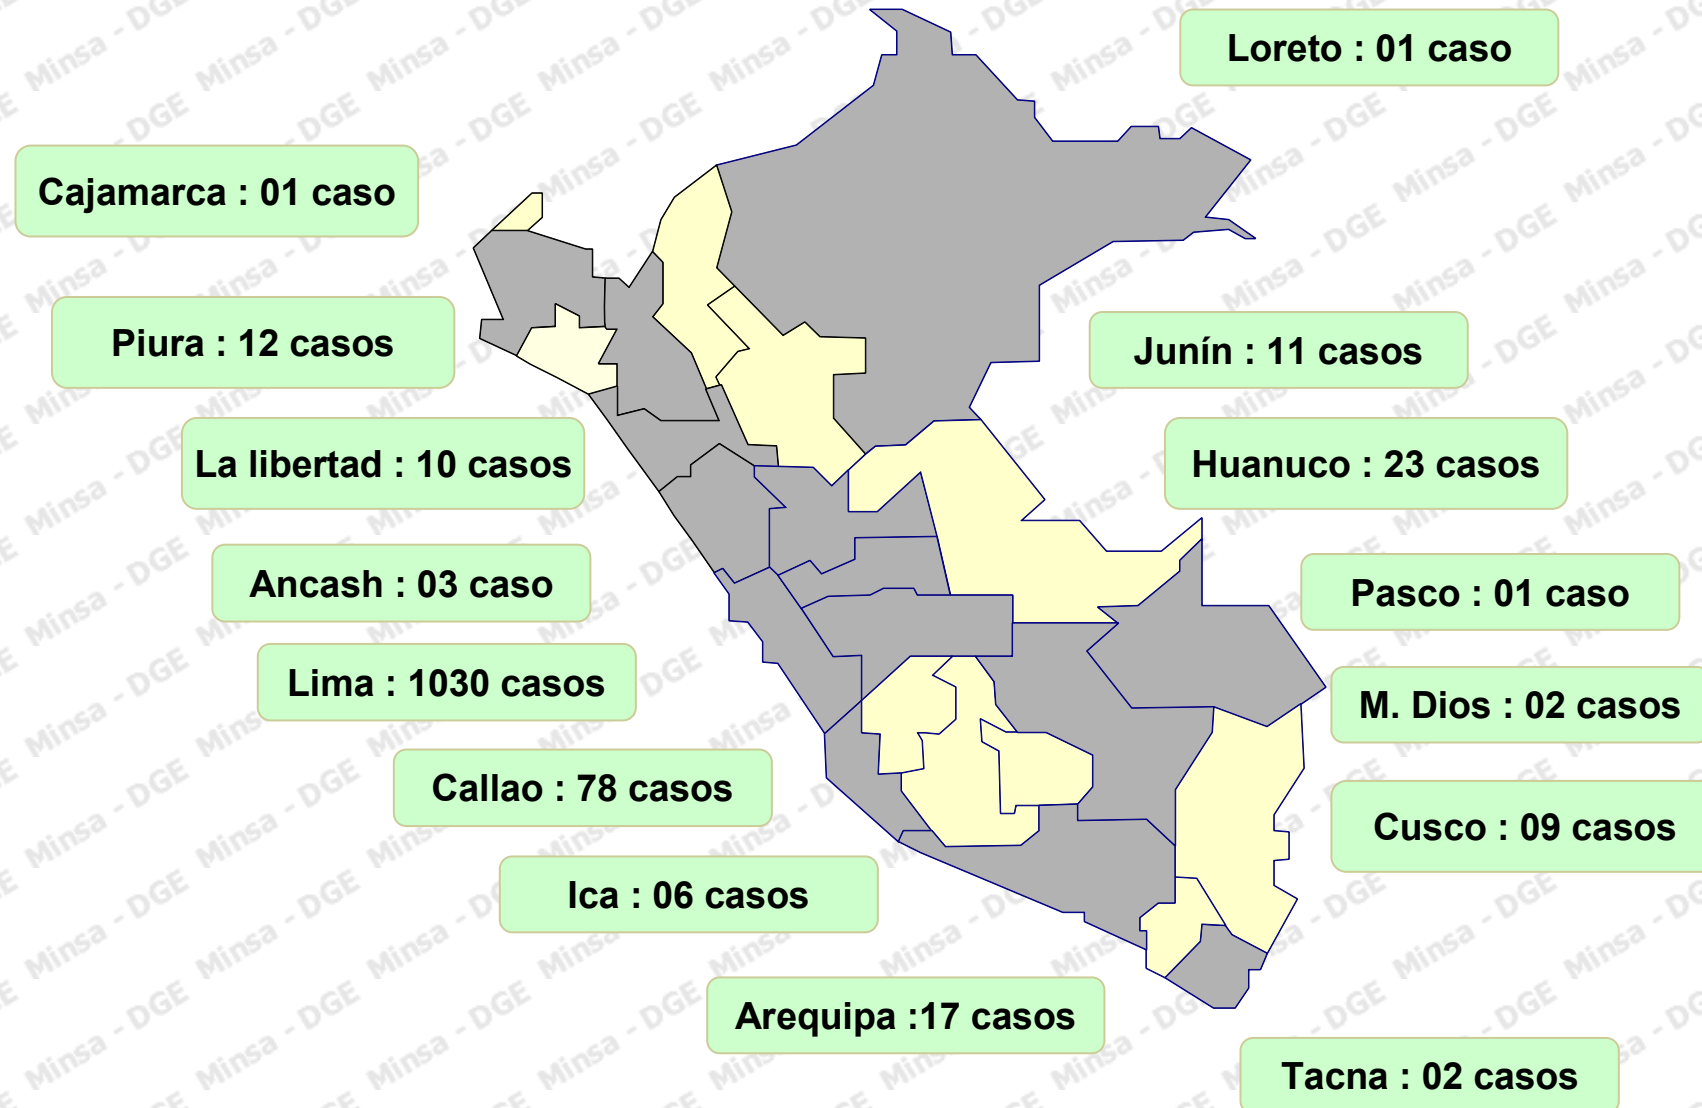 Loreto : 01 caso
Cajamarca : 01 caso
Piura : 12 casos
Junín : 11 casos
La libertad : 10 casos
Huanuco : 23 casos
Ancash : 03 caso
Pasco : 01 caso
Lima : 1030 casos
M. Dios : 02 casos
Callao : 78 casos
Cusco : 09 casos
Ica : 06 casos
Arequipa :17 casos
Tacna : 02 casos
Minsa - DGE